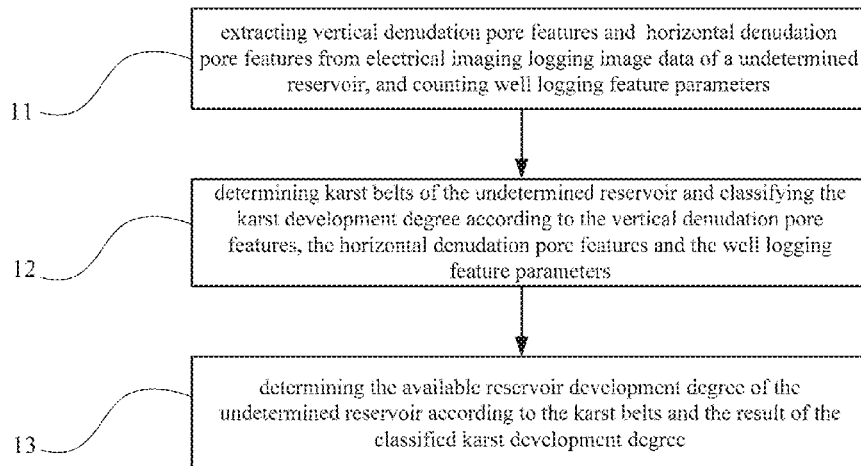 extracting vertical denudation pore features and horizontal denudation
pore features from electrical imaging logging image data of a undetermined
reservoir, and counting well logging feature parameters
11
determining karst belts of the undetermined reservoir and classifying the
karst development degree according to the vertical denudation pore
features, the horizontal denudation pore features and the well logging
feature parameters
12
determining the available reservoir development degree of the
undetermined reservoir according to the karst belts and the result of the
classified karst development degree
13